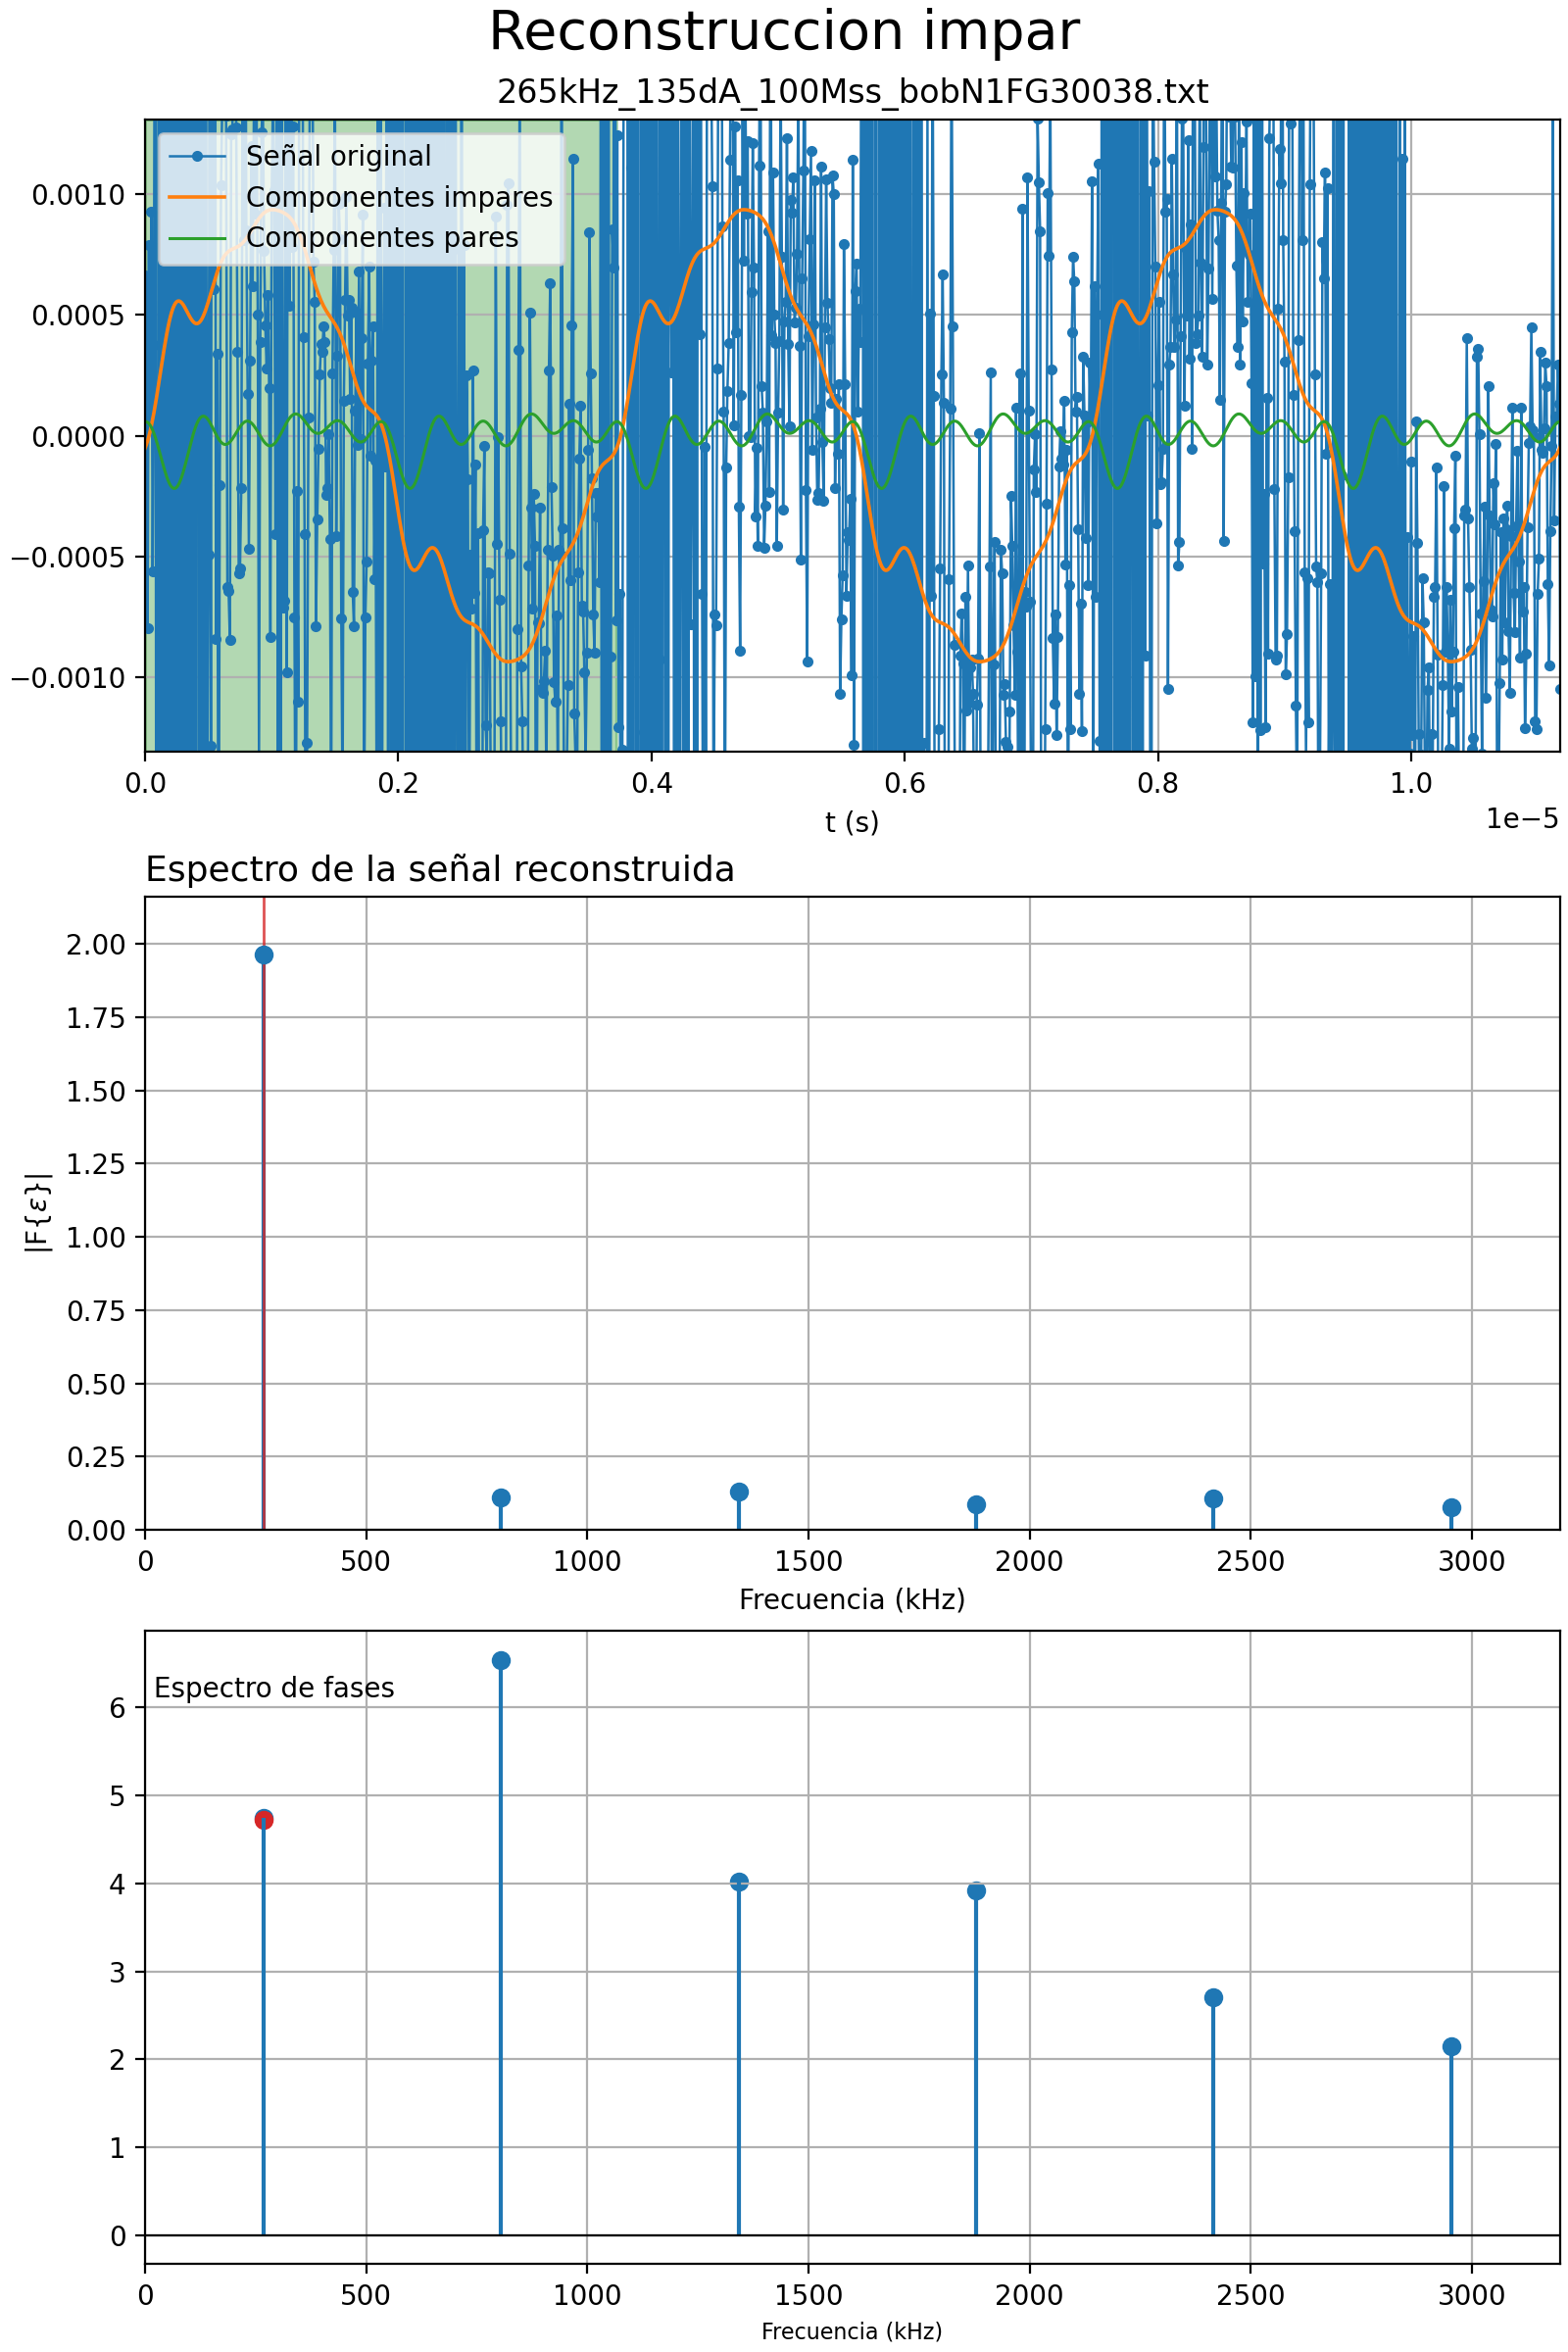 Reconstruccion impar
265kHz_135dA_100Mss_bobN1FG30038.txt
Señal original
Componentes impares
Componentes pares
0.0010
0.0005
0.0000
−0.0005
−0.0010
0.0 0.2 0.4 0.6 0.8 1.0
1e−5
t (s)
Espectro de la señal reconstruida
2.00
1.75
1.50
1.25
1.00
0.75
0.50
0.25
0.00
|F{ε}|
0 500 1000 1500 2000 2500 3000
Frecuencia (kHz)
Espectro de fases
6
5
4
3
2
1
0
0 500 1000 1500 2000 2500 3000
Frecuencia (kHz)